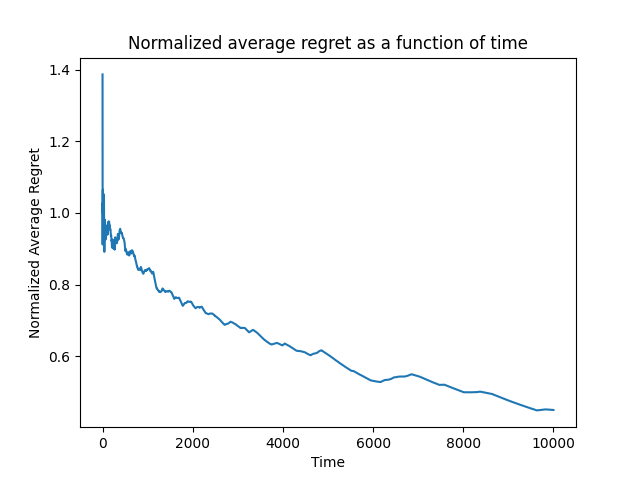 Normalized average regret as a function of time
1.4
1.2
1.0
0.8
0.6
Normalized Average Regret
0 2000 4000 6000 8000 10000
Time